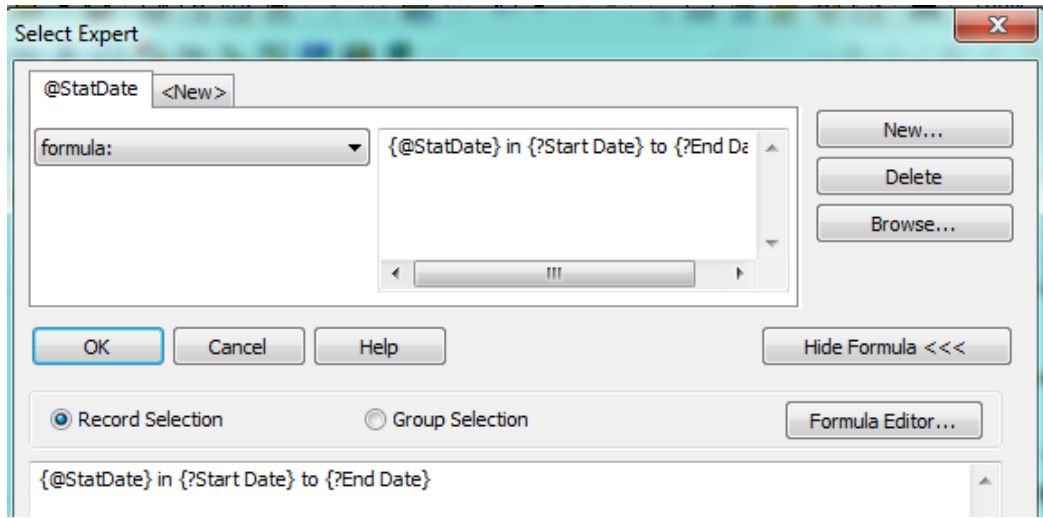 Select Expert
@StatDate <New>
formula: {@StatDate} in {?Start Date} to {?End Da
New...
Delete
Browse...
OK Cancel Help Hide Formula <<<
Record Selection Group Selection Formula Editor...
{@StatDate} in {?Start Date} to {?End Date}